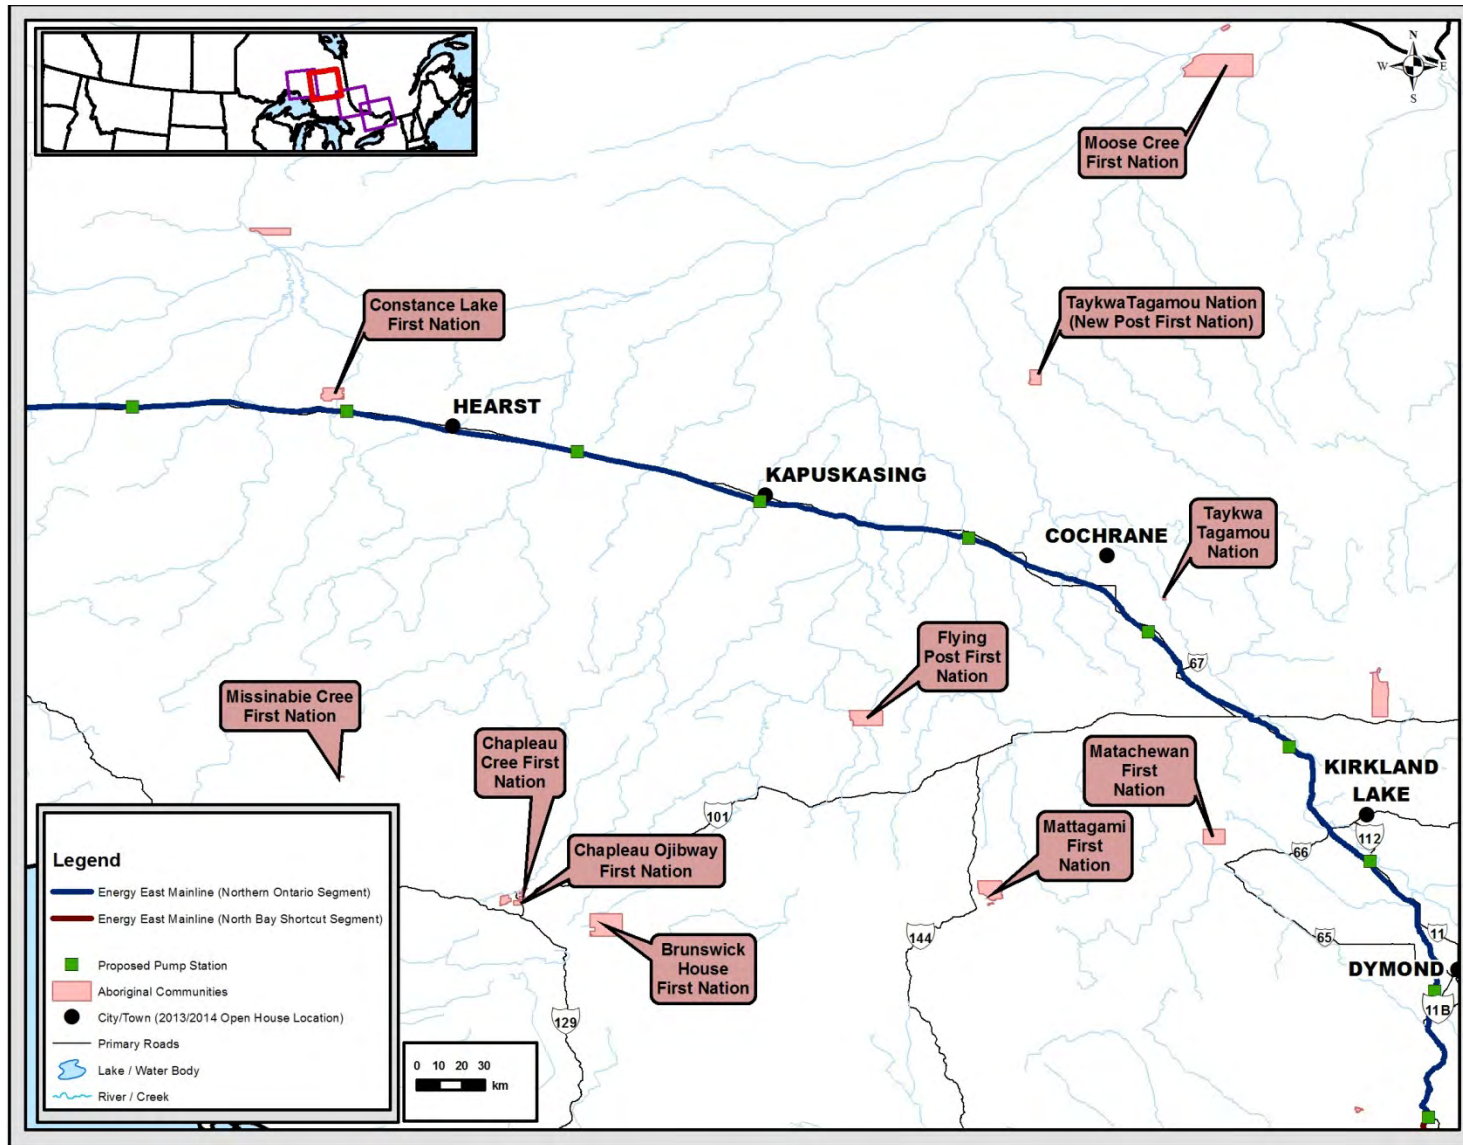 N
W
E
S
Moose Cree
First Nation
Constance Lake
First Nation
TaykwaTagamou Nation
(New Post First Nation)
HEARST
KAPUSKASING
COCHRANE
Taykwa
Tagamou
Nation
Flying
Post First
Nation
67
Missinabie Cree
First Nation
Chapleau
Cree First
Nation
Matachewan
First
Nation
KIRKLAND
LAKE
101
Mattagami
First
Nation
66
112
Chapleau Ojibway
First Nation
144
65
11
Brunswick
House
First Nation
DYMOND
11B
129
Legend
Energy East Mainline (Northern Ontario Segment)
Energy East Mainline (North Bay Shortcut Segment)
Proposed Pump Station
Aboriginal Communities
City/Town (2013/2014 Open House Location)
Primary Roads
Lake / Water Body
River / Creek
0 10 20 30
km